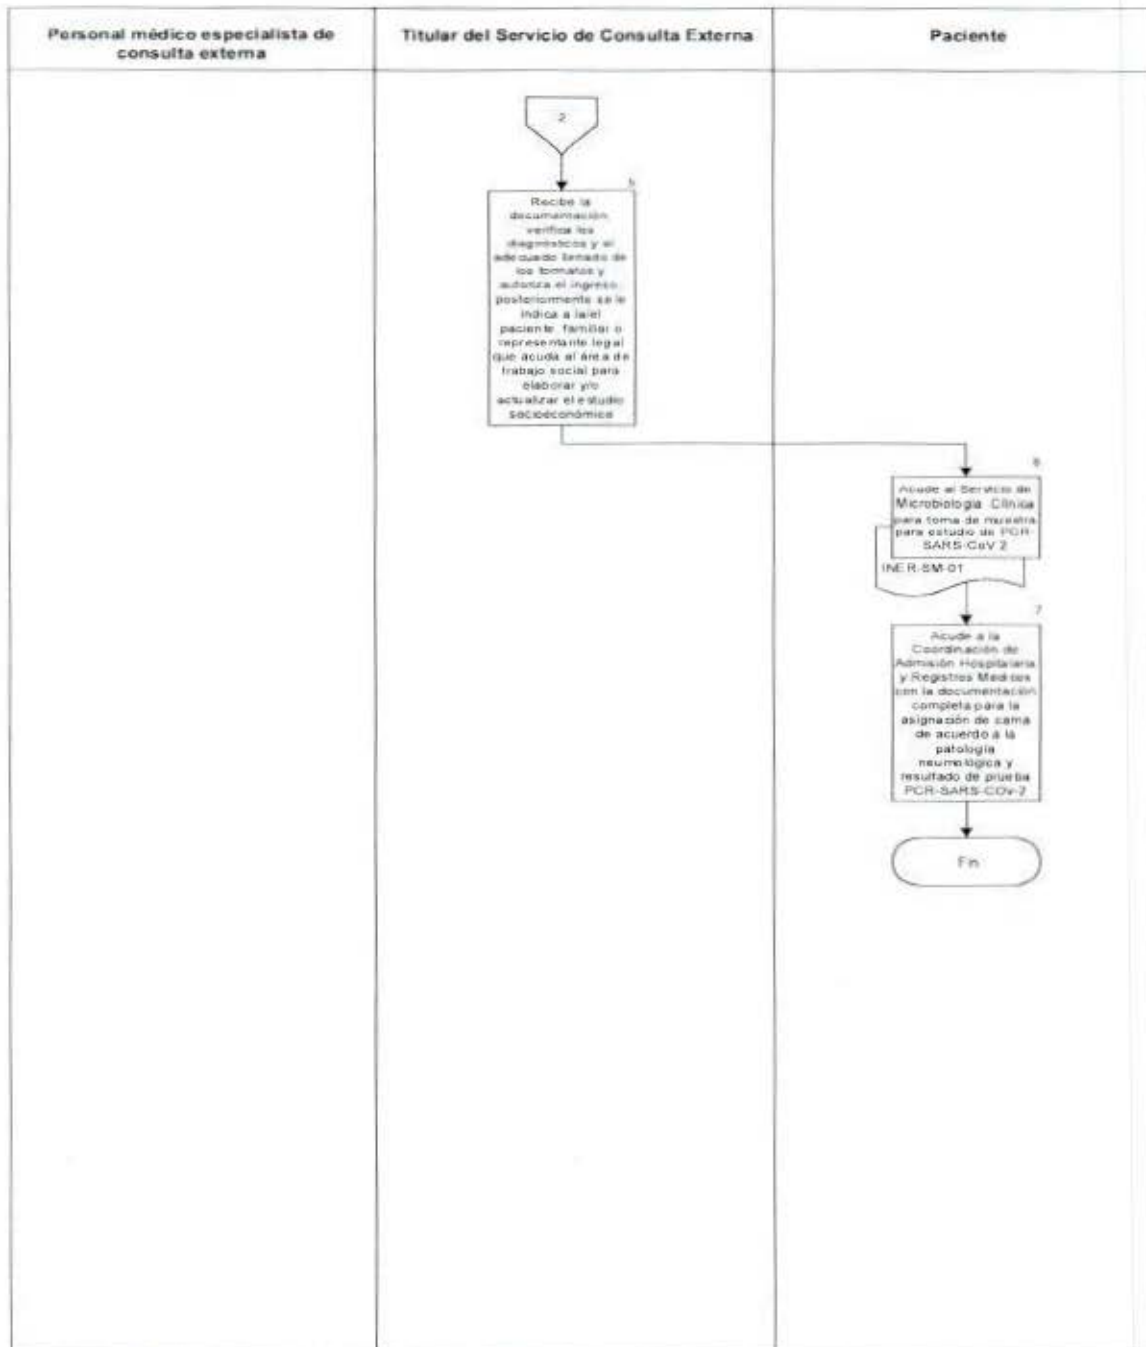 Personal médico especialista de
consulta externa
Titular del Servicio de Consulta Externa
Paciente
2
5
Recibe la
documentación
verifica los
diagnósticos y el
adecuado llenado de
los formatos y
autoriza el ingreso,
posteriormente se le
indica a la/el
paciente familiar o
representante legal
que acuda al área de
trabajo social para
elaborar y/o
actualizar el estudio
socioeconómico
6
Acude al Servicio de
Microbiología Clínica
para toma de muestra
para estudio de PCR-
SARS-CoV 2
INER-SM-01
7
Acude a la
Coordinación de
Admisión Hospitalaria
y Registros Médicos
con la documentación
completa para la
asignación de cama
de acuerdo a la
patología
neumológica y
resultado de prueba
PCR-SARS-COv-2
Fin